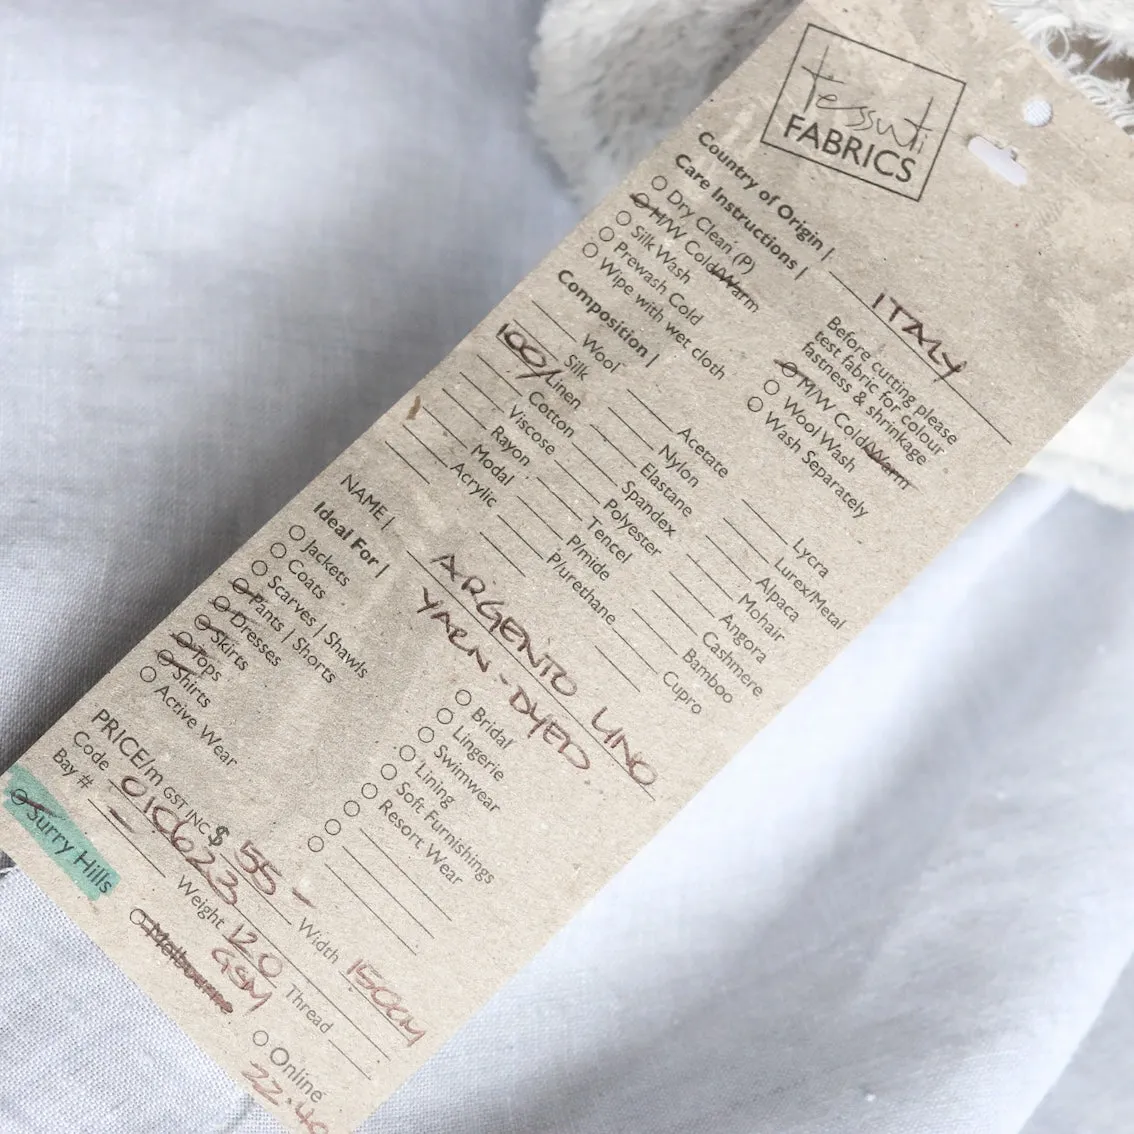 tessuti
FABRICS
Country of Origin | ITALY
Care Instructions |
Dry Clean (P)
H/W Cold/Warm
Silk Wash
Prewash Cold
Wipe with wet cloth
Before cutting please
test fabric for colour
fastness & shrinkage
M/W Cold/Warm
Wool Wash
Wash Separately
Composition |
Wool
Silk
100% Linen
Cotton
Viscose
Rayon
Modal
Acrylic
Acetate
Nylon
Elastane
Spandex
Polyester
Tencel
P/mide
P/urethane
Lycra
Lurex/Metal
Alpaca
Mohair
Angora
Cashmere
Bamboo
Cupro
NAME | ARGENTO LINO
YARN-DYED
Ideal For |
Jackets
Coats
Scarves | Shawls
Pants | Shorts
Dresses
Skirts
Tops
Shirts
Active Wear
Bridal
Lingerie
Swimwear
Lining
Soft Furnishings
Resort Wear
PRICE/m GST INC $ 55- Width 150CM
Code 010623 Weight 120 GSM Thread
Bay # -
Surry Hills
Melbourne
Online
22.40